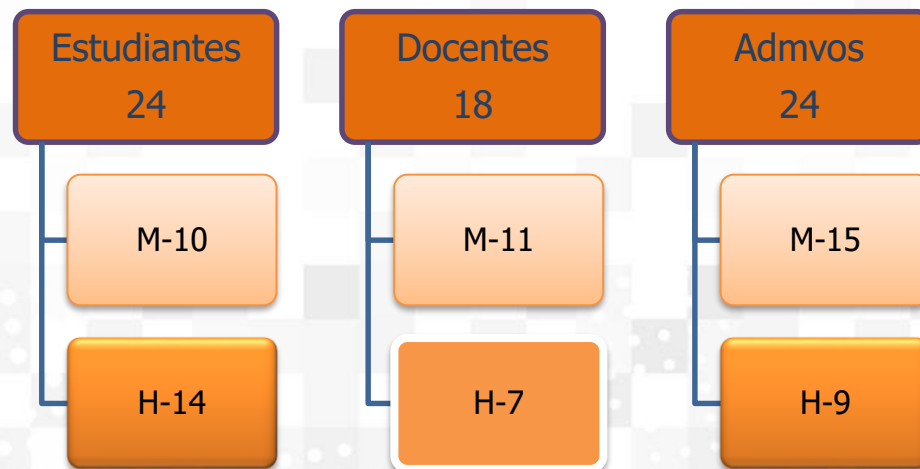 Estudiantes
24
M-10
H-14
Docentes
18
M-11
H-7
Admvos
24
M-15
H-9